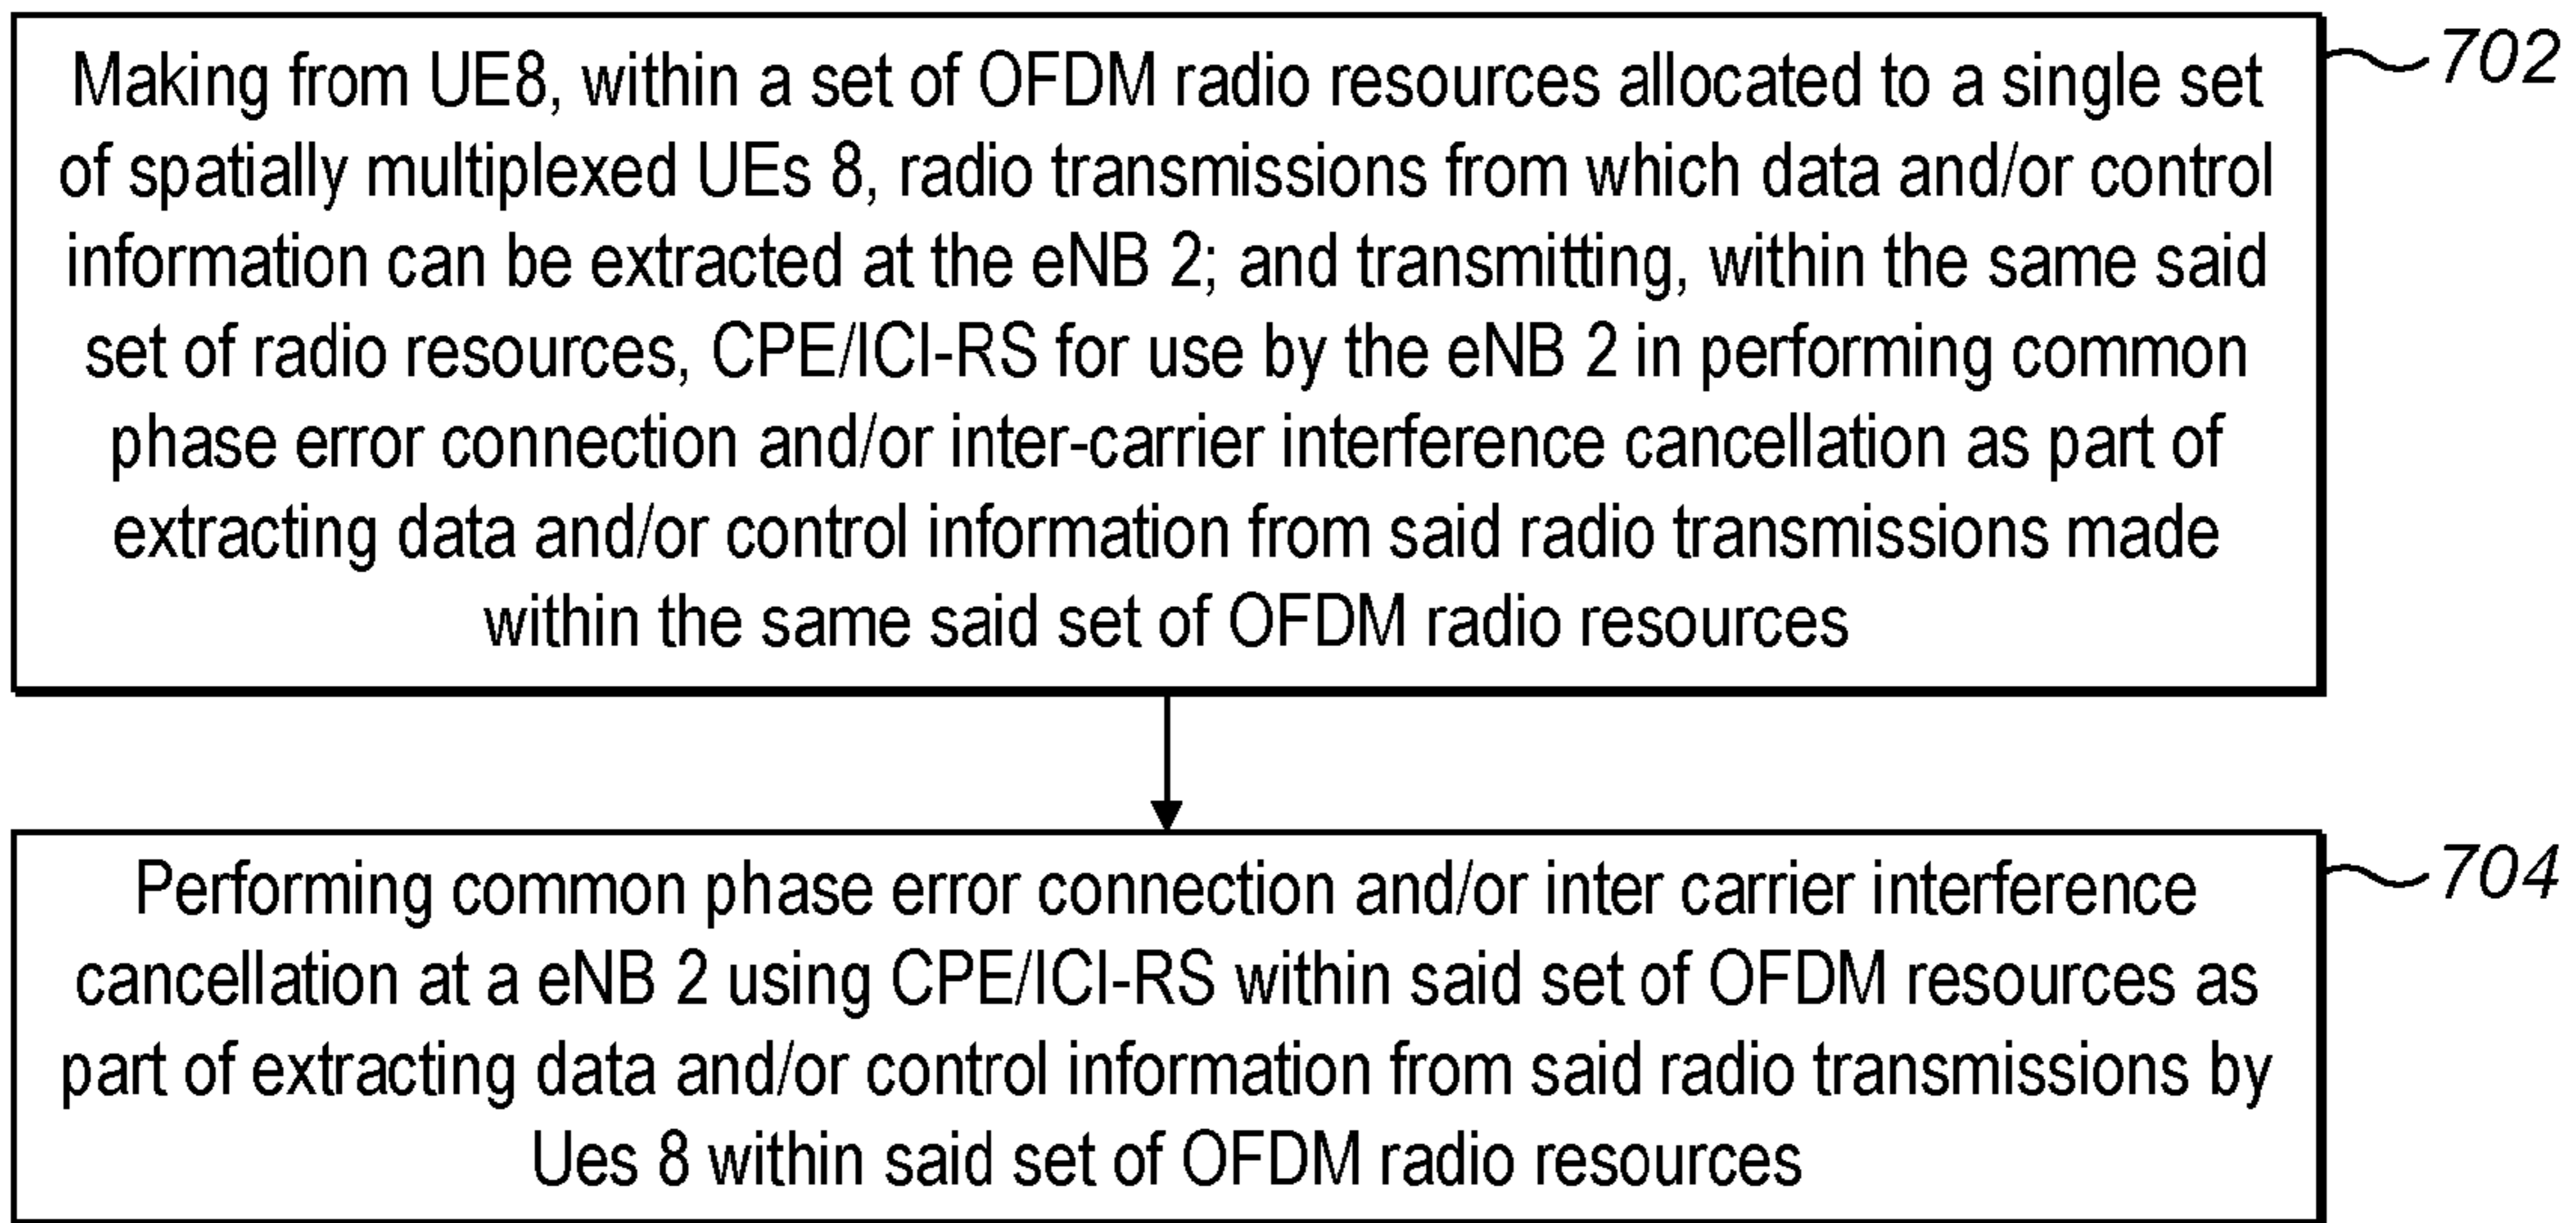 Making from UE8, within a set of OFDM radio resources allocated to a single set
of spatially multiplexed UEs 8, radio transmissions from which data and/or control
information can be extracted at the eNB 2; and transmitting, within the same said
set of radio resources, CPE/ICI-RS for use by the eNB 2 in performing common
phase error connection and/or inter-carrier interference cancellation as part of
extracting data and/or control information from said radio transmissions made
within the same said set of OFDM radio resources
702
Performing common phase error connection and/or inter carrier interference
cancellation at a eNB 2 using CPE/ICI-RS within said set of OFDM resources as
part of extracting data and/or control information from said radio transmissions by
Ues 8 within said set of OFDM radio resources
704